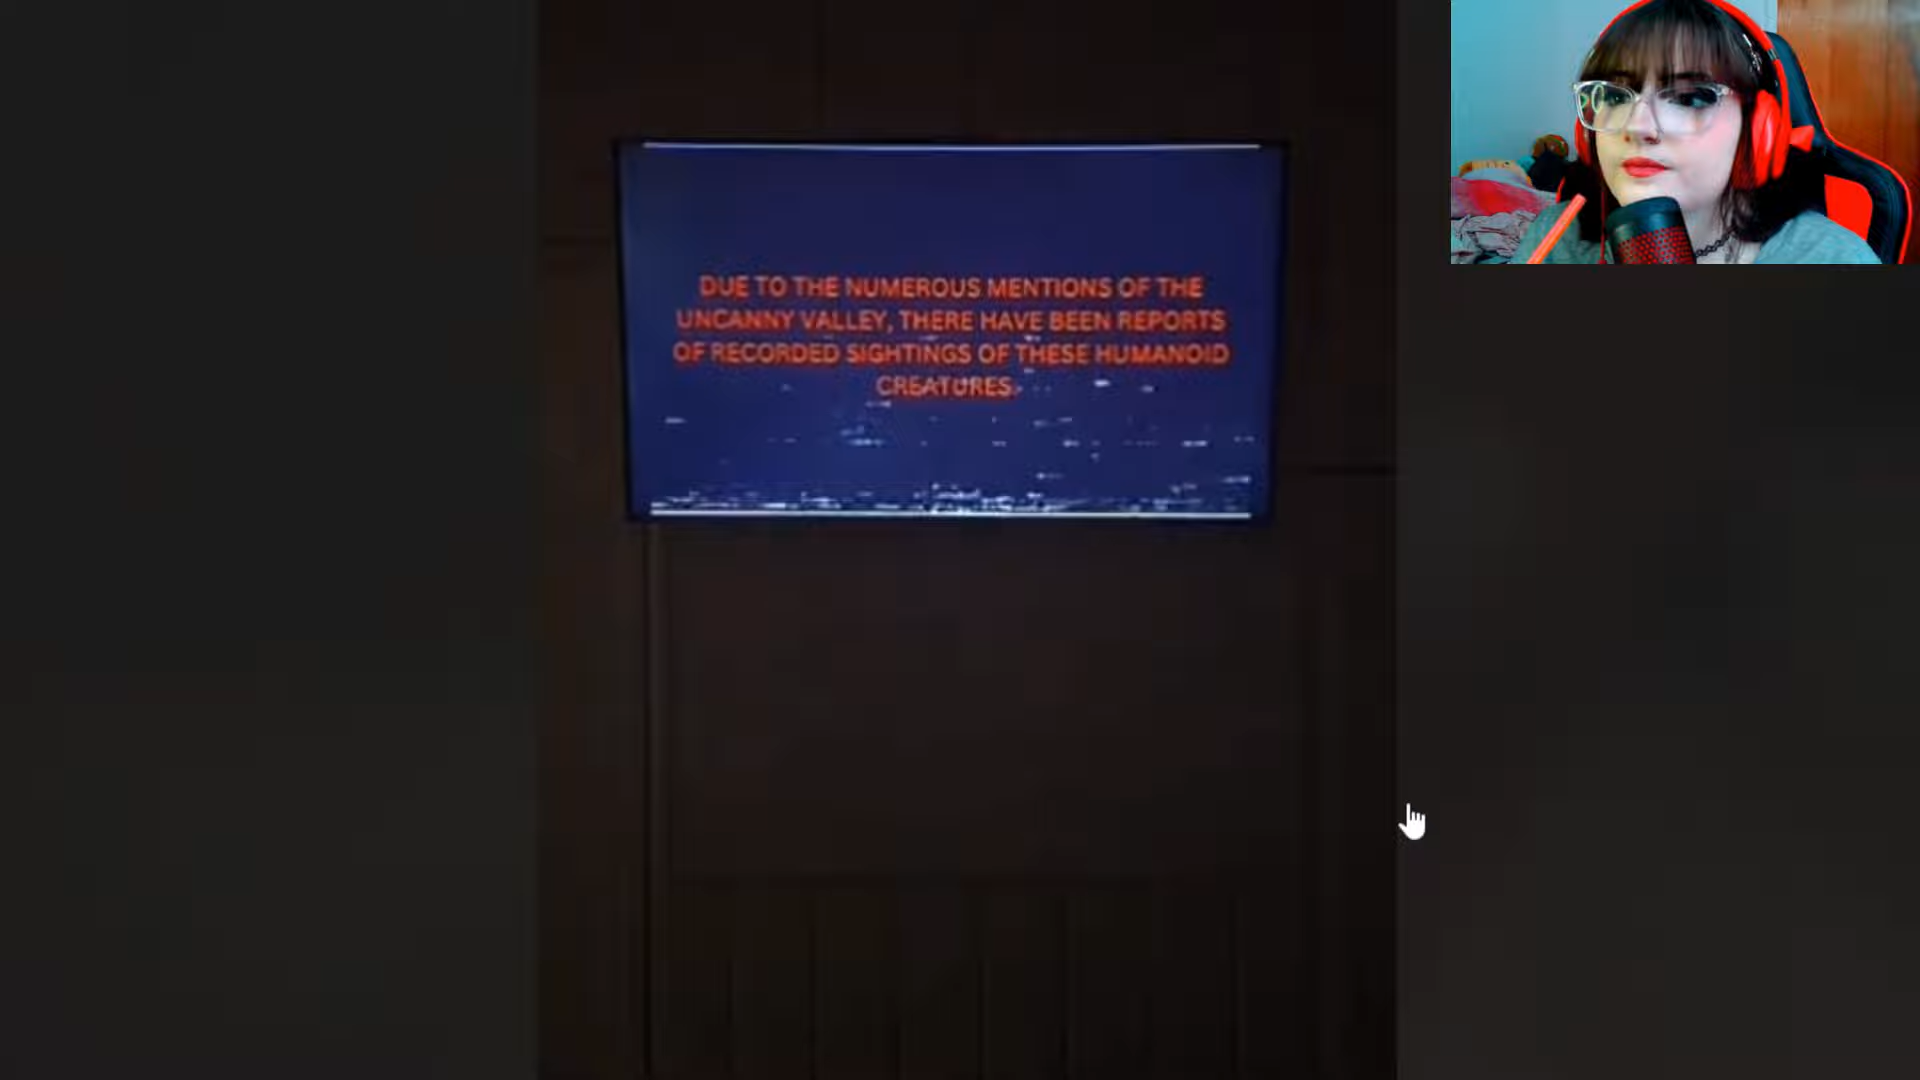 DUE TO THE NUMEROUS MENTIONS OF THE
UNCANNY VALLEY, THERE HAVE BEEN REPORTS
OF RECORDED SIGHTINGS OF THESE HUMANOID
CREATURES.